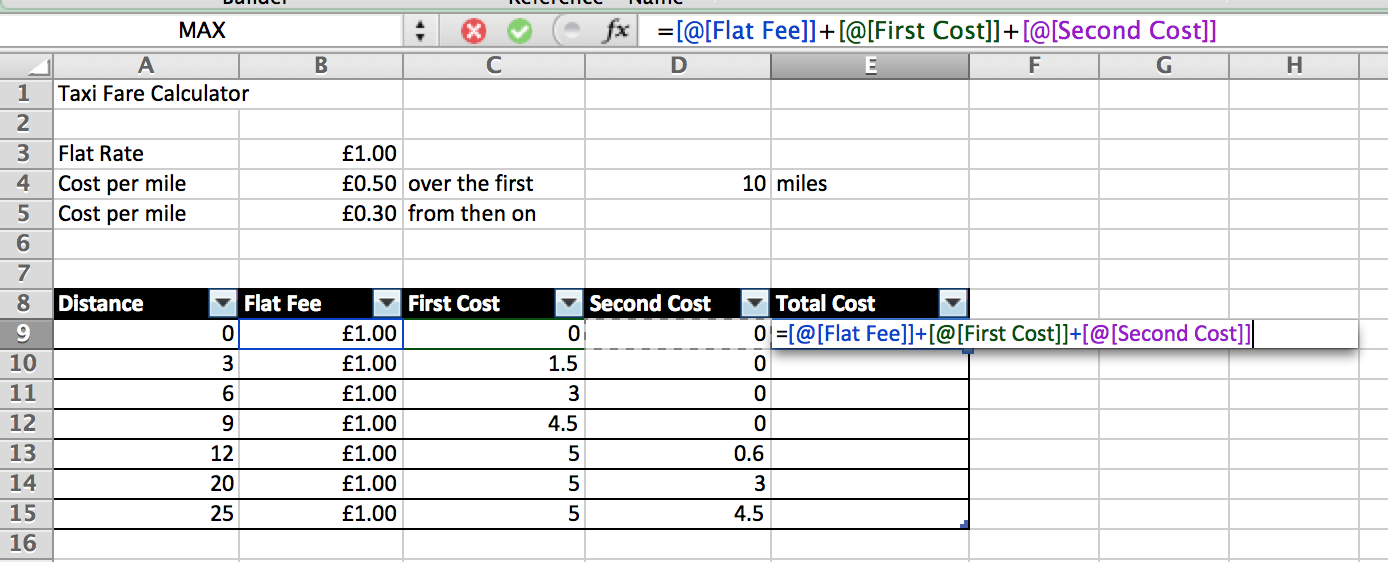 Builder Reference Name
MAX fx =[@[Flat Fee]]+[@[First Cost]]+[@[Second Cost]]
A B C D E F G H
1 Taxi Fare Calculator
2
3 Flat Rate £1.00
4 Cost per mile £0.50 over the first 10 miles
5 Cost per mile £0.30 from then on
6
7
8 Distance Flat Fee First Cost Second Cost Total Cost
9 0 £1.00 0 0 =[@[Flat Fee]]+[@[First Cost]]+[@[Second Cost]]
10 3 £1.00 1.5 0
11 6 £1.00 3 0
12 9 £1.00 4.5 0
13 12 £1.00 5 0.6
14 20 £1.00 5 3
15 25 £1.00 5 4.5
16